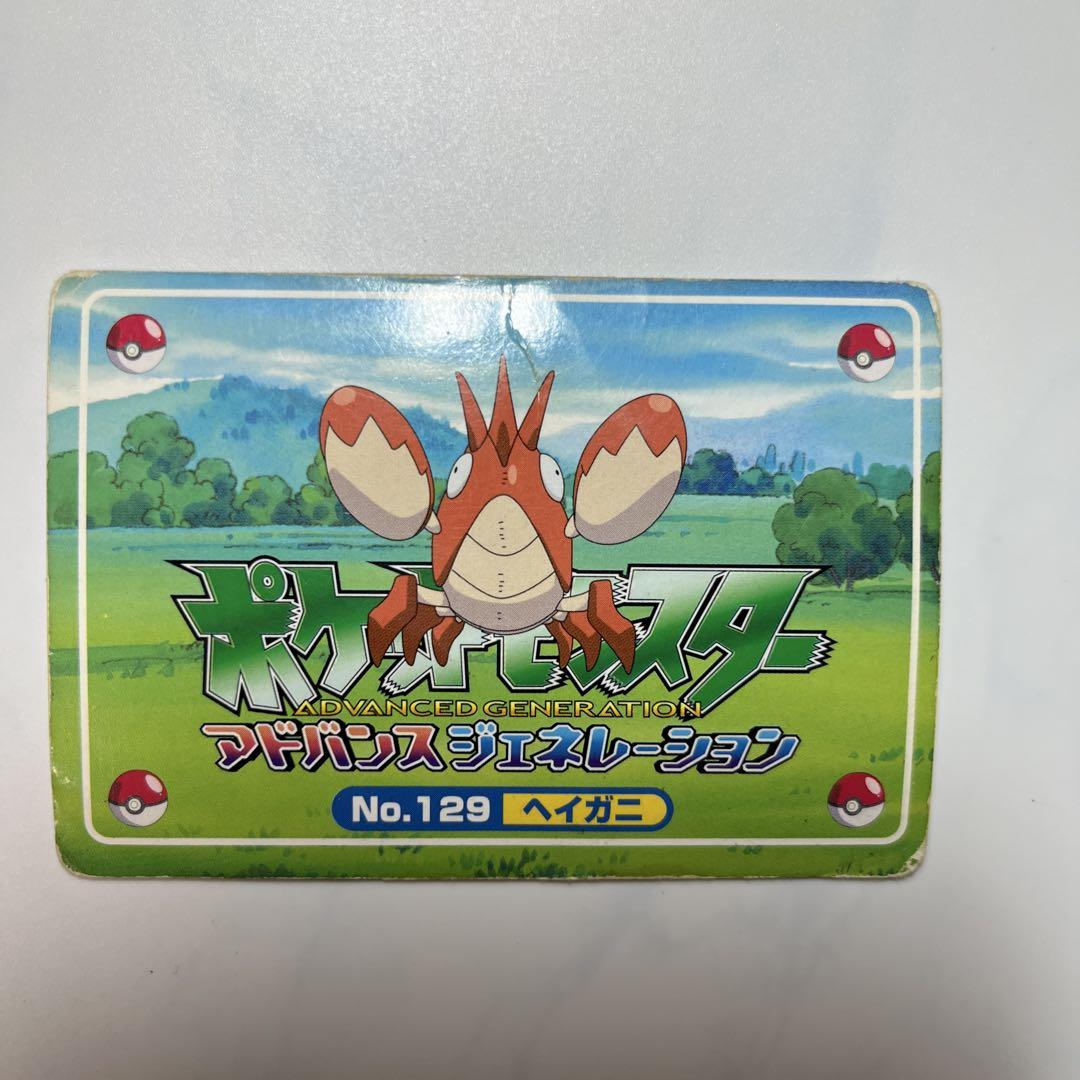 ポケットモンスター
ADVANCED GENERATION
アドバンスジェネレーション
No.129 ヘイガニ